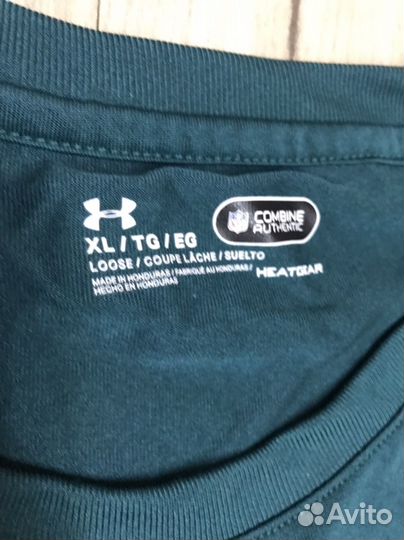 NFL
COMBINE
AUTHENTIC
XL / TG / EG
LOOSE / COUPE LÂCHE / SUELTO
MADE IN HONDURAS / FABRIQUÉ AU HONDURAS /
HECHO EN HONDURAS
HEATGEAR
Avito